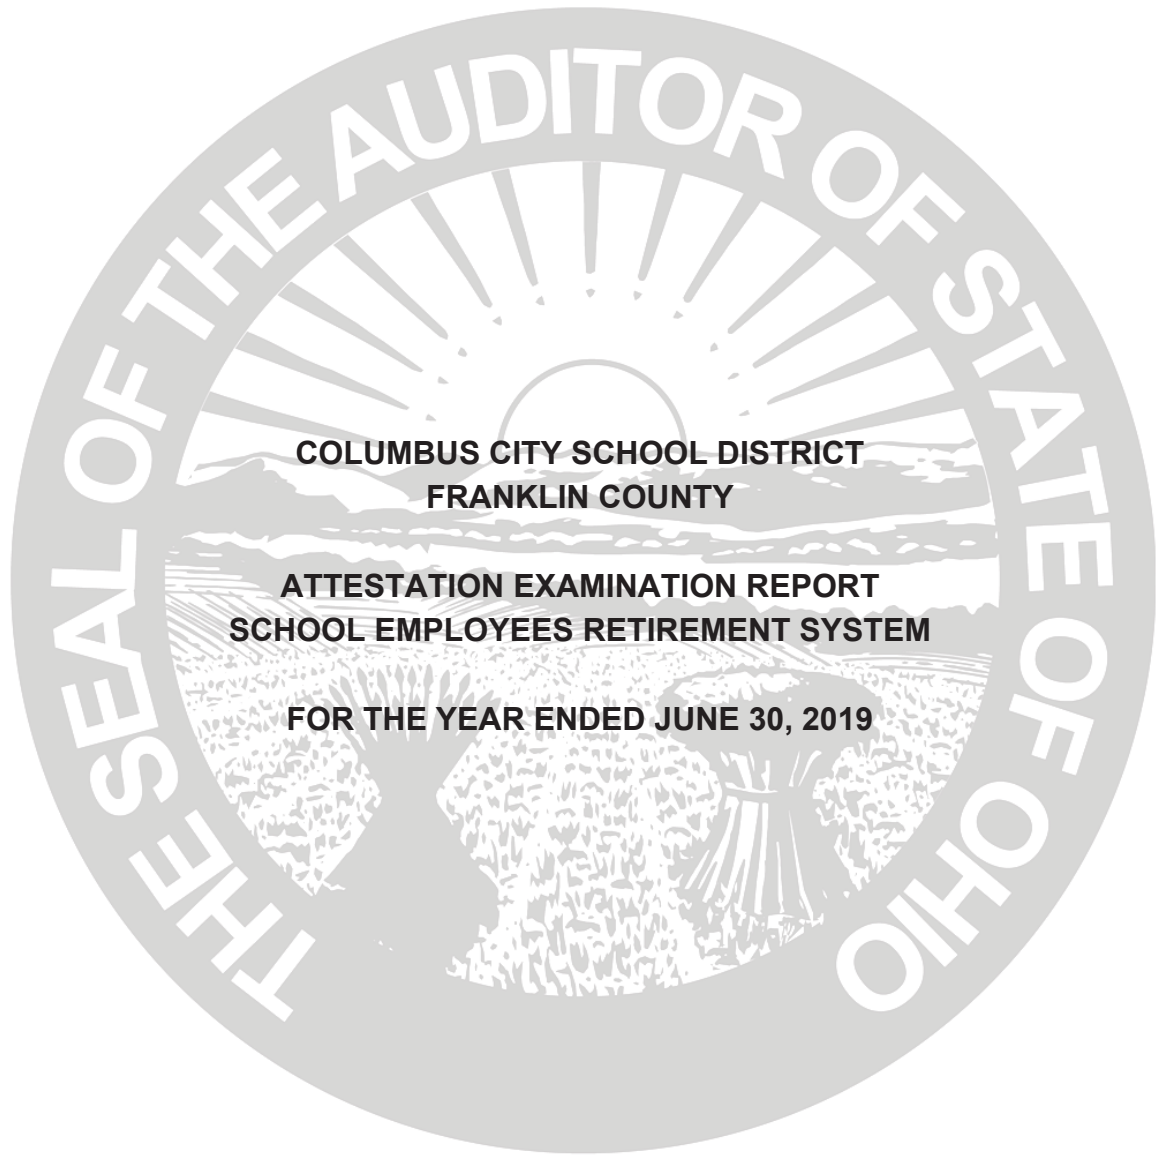 THE SEAL OF THE AUDITOR OF STATE OF OHIO
COLUMBUS CITY SCHOOL DISTRICT
FRANKLIN COUNTY
ATTESTATION EXAMINATION REPORT
SCHOOL EMPLOYEES RETIREMENT SYSTEM
FOR THE YEAR ENDED JUNE 30, 2019